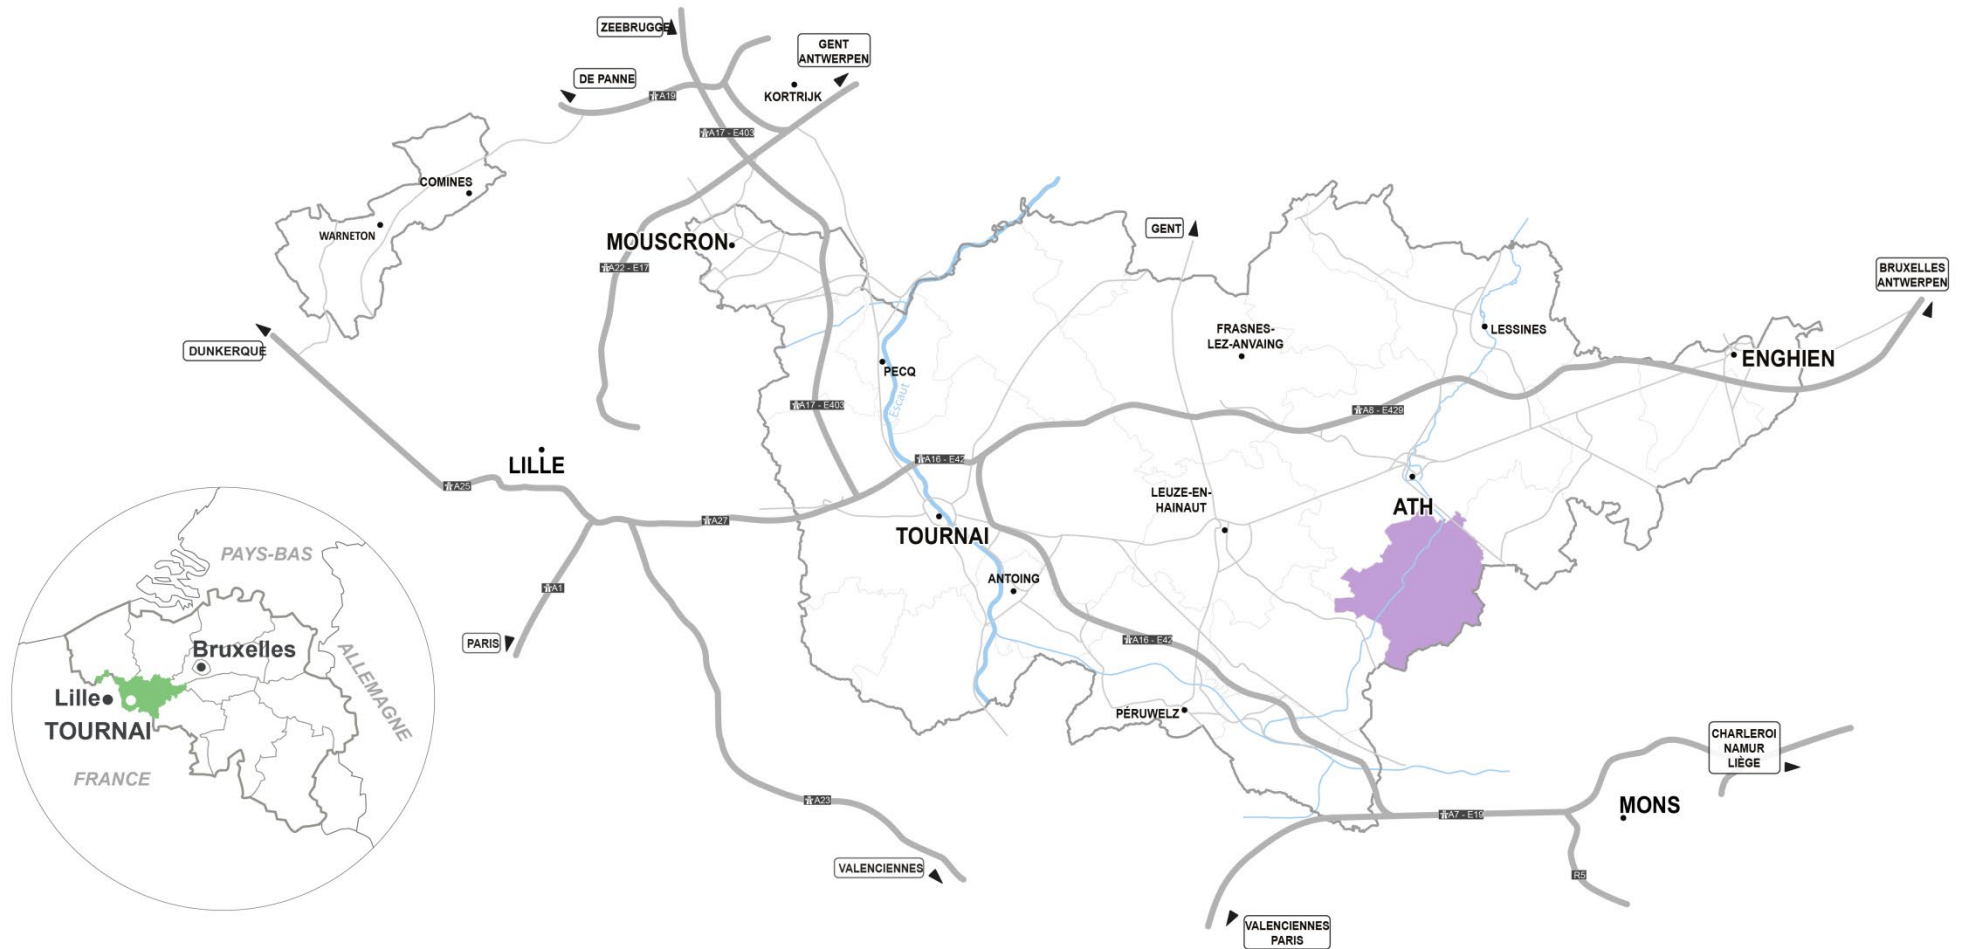 ZEEBRUGGE
GENT
ANTWERPEN
DE PANNE
KORTRIJK
A19
A17 - E403
COMINES
WARNETON
MOUSCRON
A22 - E17
GENT
BRUXELLES
ANTWERPEN
DUNKERQUE
PECQ
Escaut
FRASNES-
LEZ-ANVAING
LESSINES
ENGHIEN
A17 - E403
A8 - E429
LILLE
A25
A16 - E42
A27
TOURNAI
LEUZE-EN-
HAINAUT
ATH
ANTOING
A1
PARIS
A16 - E42
PÉRUWELZ
CHARLEROI
NAMUR
LIÈGE
A23
A7 - E19
MONS
VALENCIENNES
R5
VALENCIENNES
PARIS
PAYS-BAS
Bruxelles
ALLEMAGNE
Lille
TOURNAI
FRANCE